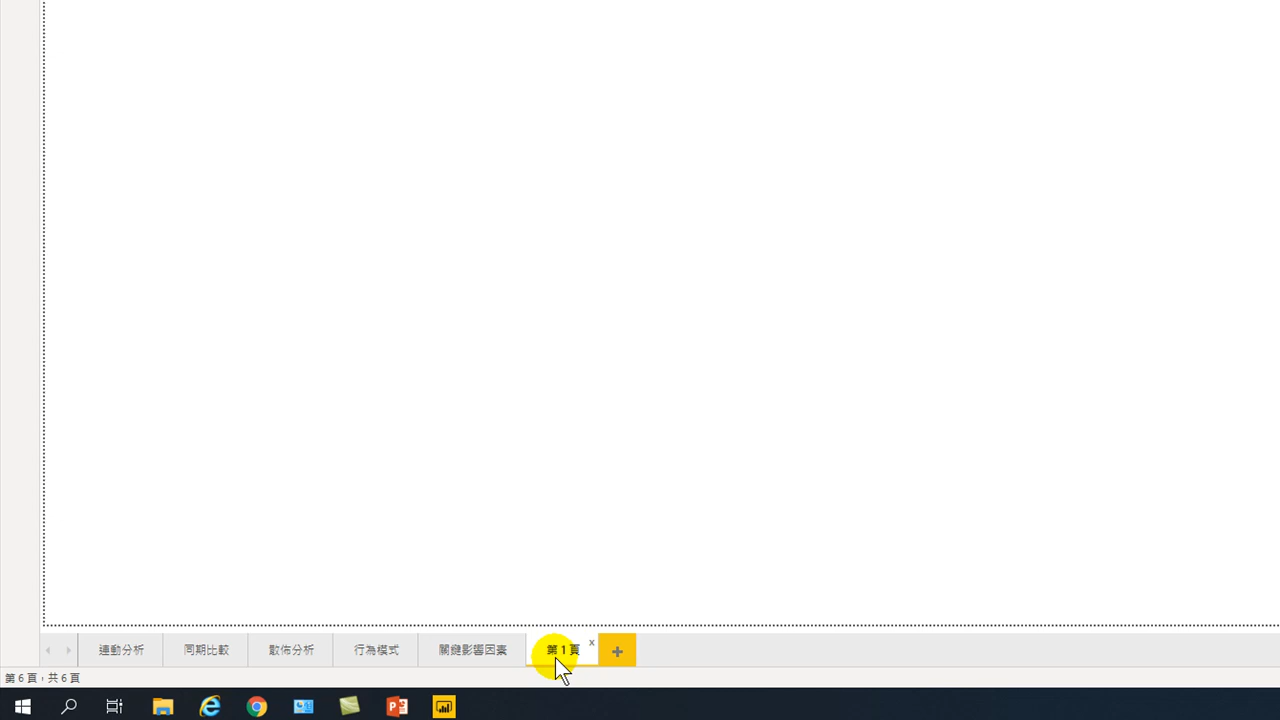 連動分析 同期比較 散佈分析 行為模式 關鍵影響因素 第 1 頁 x +
第 6 頁，共 6 頁